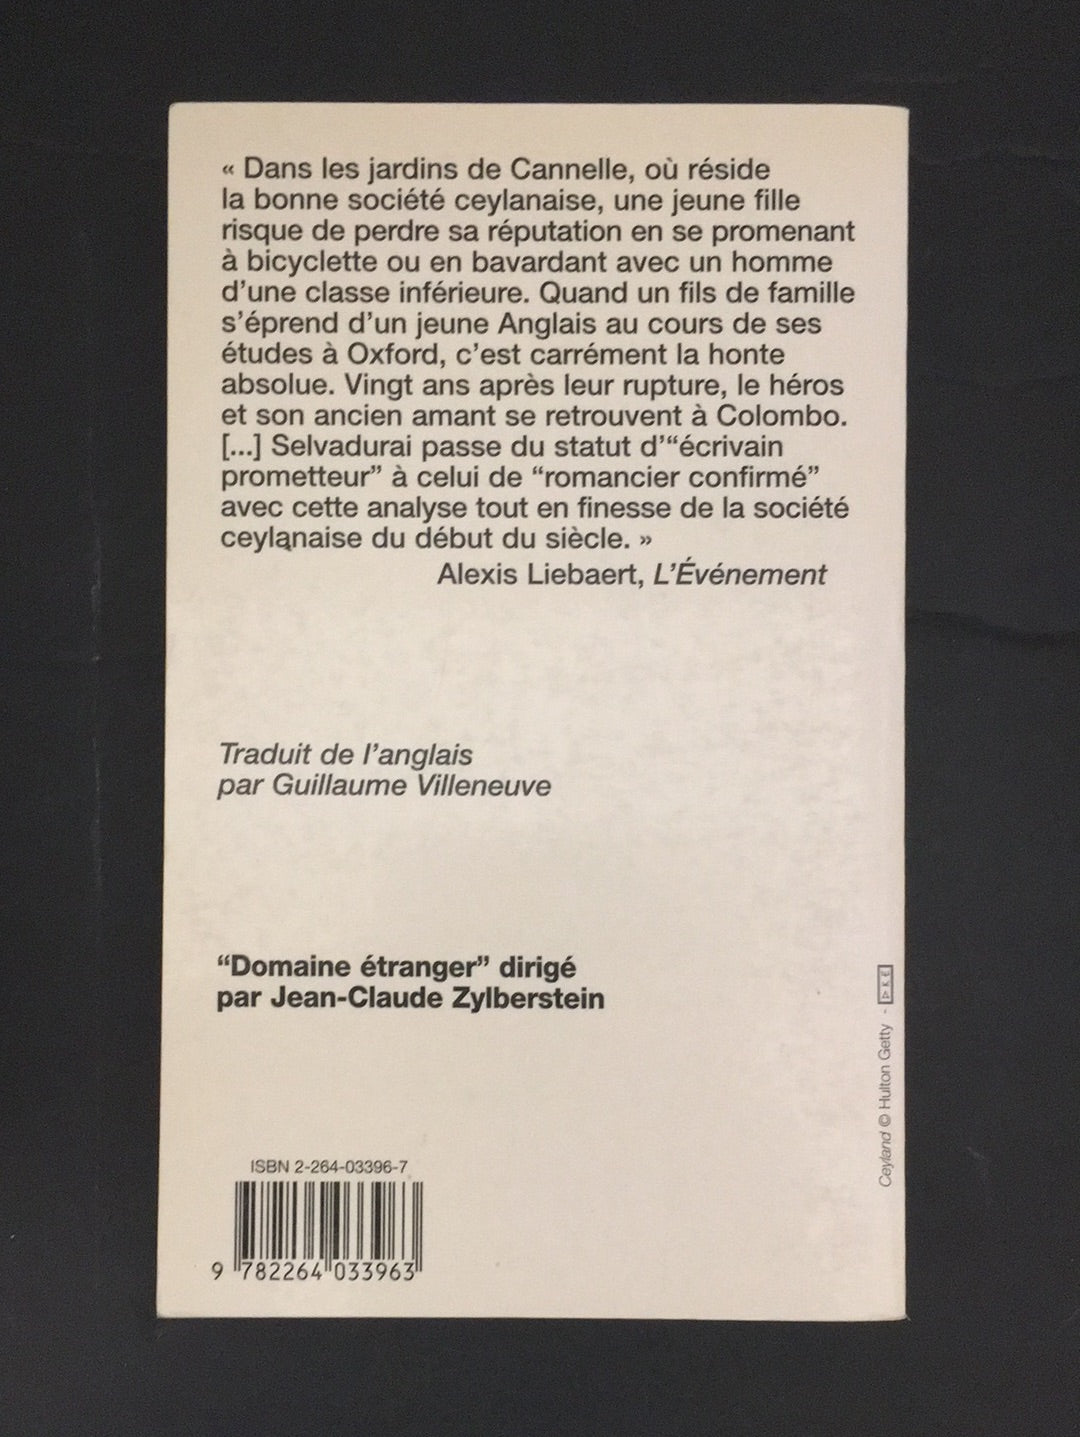 « Dans les jardins de Cannelle, où réside
la bonne société ceylanaise, une jeune fille
risque de perdre sa réputation en se promenant
à bicyclette ou en bavardant avec un homme
d'une classe inférieure. Quand un fils de famille
s'éprend d'un jeune Anglais au cours de ses
études à Oxford, c'est carrément la honte
absolue. Vingt ans après leur rupture, le héros
et son ancien amant se retrouvent à Colombo.
[...] Selvadurai passe du statut d'“écrivain
prometteur” à celui de “romancier confirmé”
avec cette analyse tout en finesse de la société
ceylanaise du début du siècle. »
Alexis Liebaert, L'Événement
Traduit de l'anglais
par Guillaume Villeneuve
“Domaine étranger” dirigé
par Jean-Claude Zylberstein
Ceyland © Hulton Getty -
ISBN 2-264-03396-7
9 782264 033963